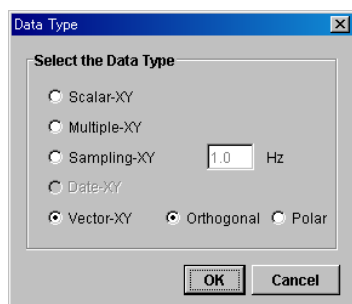 Data Type
Select the Data Type
Scalar-XY
Multiple-XY
Sampling-XY 1.0 Hz
Date-XY
Vector-XY Orthogonal Polar
OK Cancel